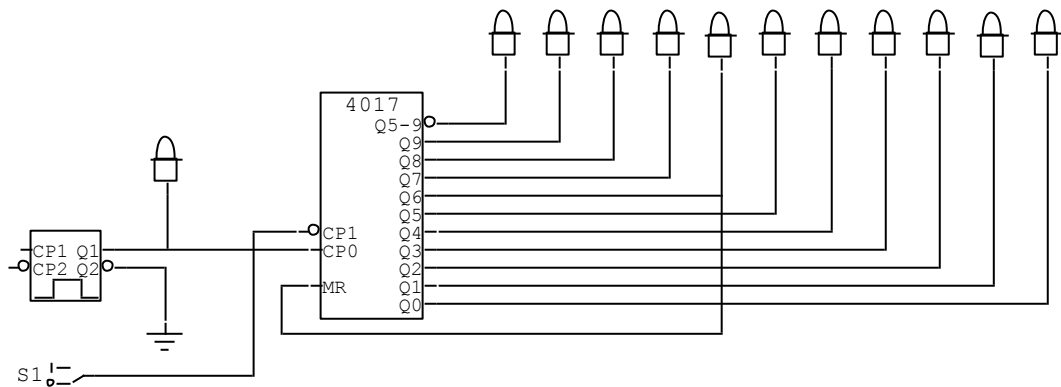 4017
Q5-9
Q9
Q8
Q7
Q6
Q5
CP1 Q4
CP1 Q1 CP0 Q3
CP2 Q2 Q2
MR Q1
Q0
S1